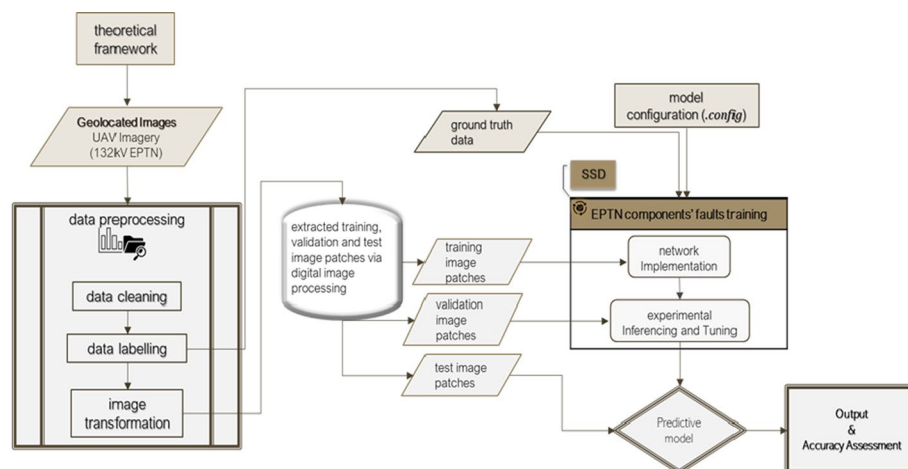 theoretical
framework
Geolocated Images
UAV Imagery
(132kV EPTN)
data preprocessing
data cleaning
data labelling
image
transformation
extracted training,
validation and test
image patches via
digital image
processing
ground truth
data
model
configuration (.config)
SSD
EPTN components' faults training
network
Implementation
experimental
Inferencing and Tuning
training
image
patches
validation
image
patches
test image
patches
Predictive
model
Output
&
Accuracy Assessment